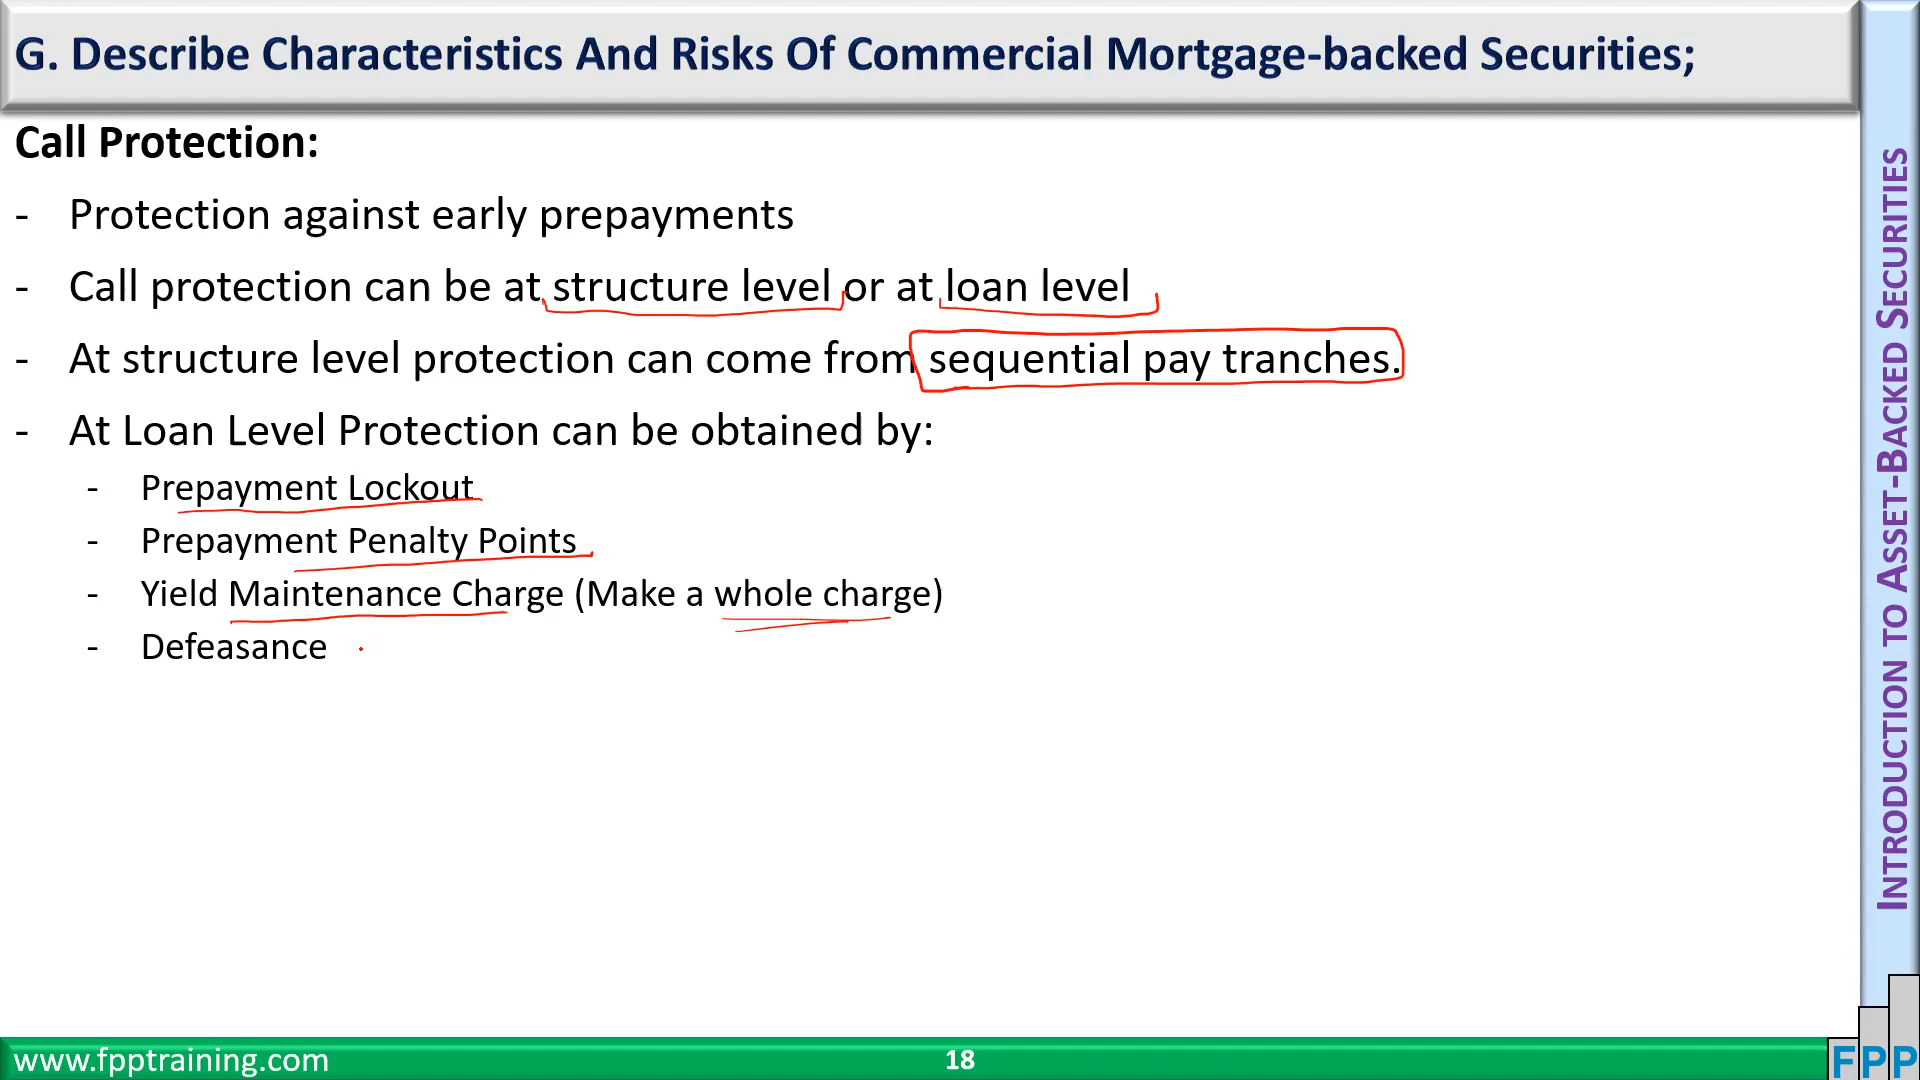 G. Describe Characteristics And Risks Of Commercial Mortgage-backed Securities;
Call Protection:
- Protection against early prepayments
- Call protection can be at structure level or at loan level
- At structure level protection can come from sequential pay tranches.
- At Loan Level Protection can be obtained by:
- Prepayment Lockout
- Prepayment Penalty Points
- Yield Maintenance Charge (Make a whole charge)
- Defeasance
INTRODUCTION TO ASSET-BACKED SECURITIES
www.fpptraining.com
18
FPP